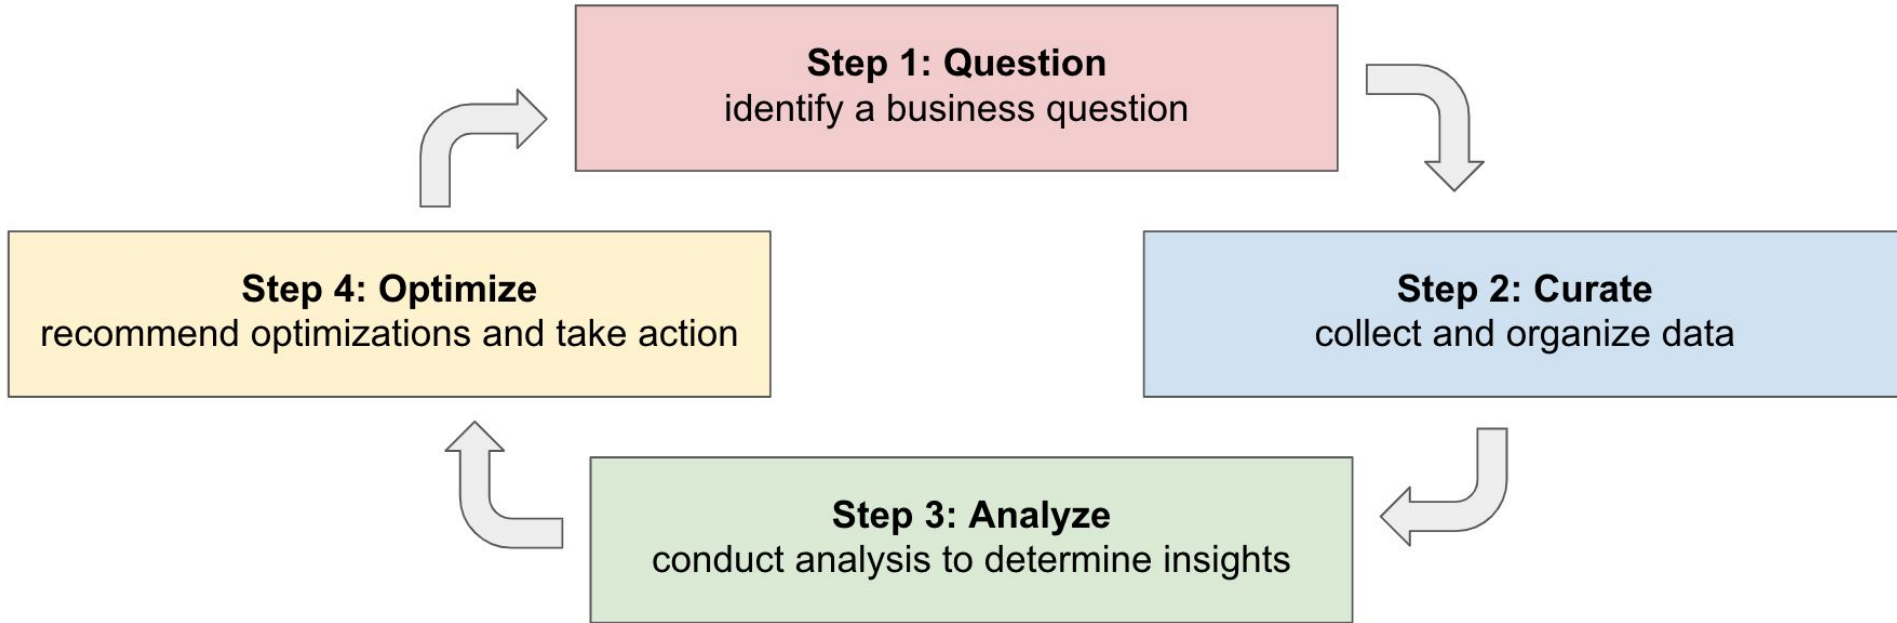 Step 1: Question
identify a business question
Step 2: Curate
collect and organize data
Step 3: Analyze
conduct analysis to determine insights
Step 4: Optimize
recommend optimizations and take action